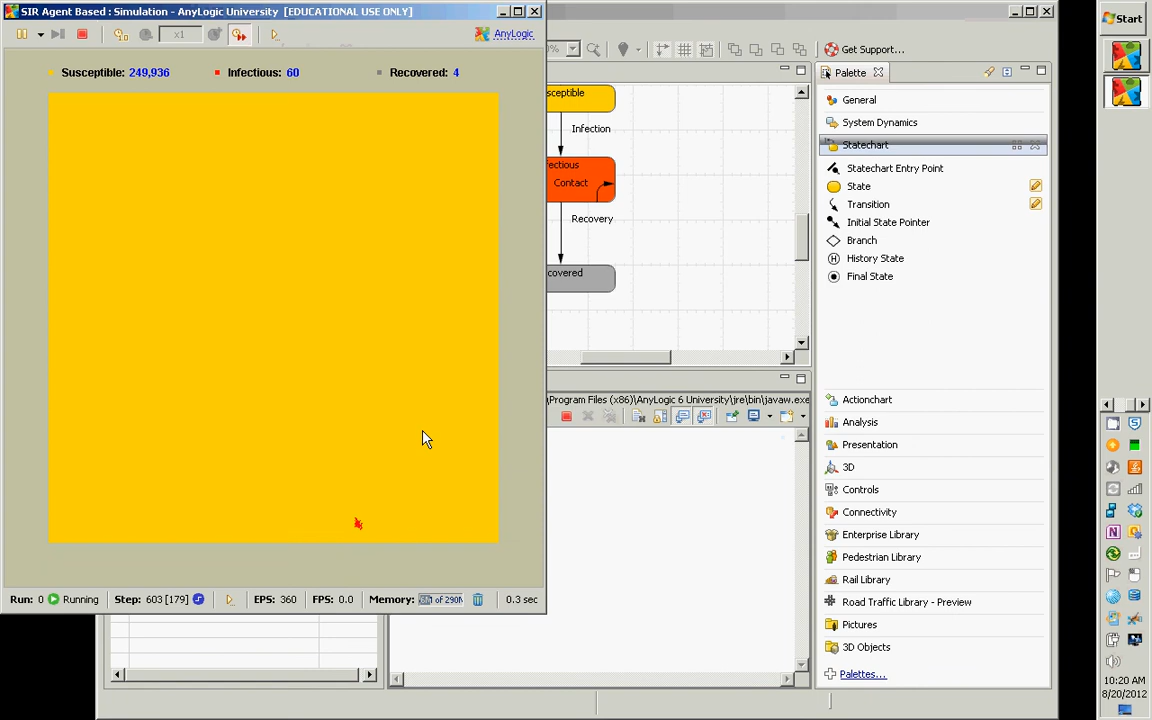 SIR Agent Based : Simulation - AnyLogic University [EDUCATIONAL USE ONLY]
x1
AnyLogic
Susceptible: 249,936
Infectious: 60
Recovered: 4
Run: 0 Running
Step: 603 [179]
EPS: 360
FPS: 0.0
Memory: of 290M
0.3 sec
Get Support...
sceptible
Infection
fectious
Contact
Recovery
covered
\Program Files (x86)\AnyLogic 6 University\jre\bin\javaw.exe
Palette
General
System Dynamics
Statechart
Statechart Entry Point
State
Transition
Initial State Pointer
Branch
History State
Final State
Actionchart
Analysis
Presentation
3D
Controls
Connectivity
Enterprise Library
Pedestrian Library
Rail Library
Road Traffic Library - Preview
Pictures
3D Objects
Palettes...
Start
10:20 AM
8/20/2012